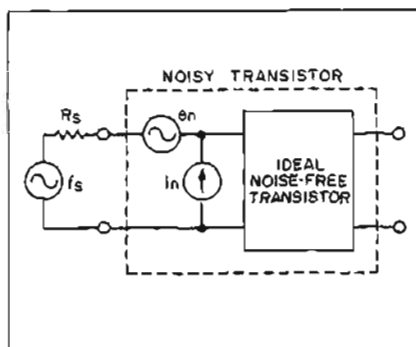 NOISY TRANSISTOR
Rs
en
fs
in
IDEAL
NOISE-FREE
TRANSISTOR